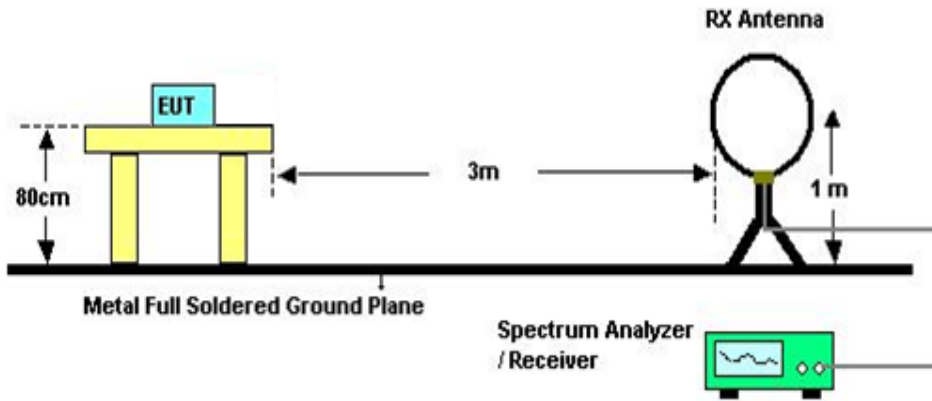 RX Antenna
EUT
3m
80cm
1 m
Metal Full Soldered Ground Plane
Spectrum Analyzer
/ Receiver